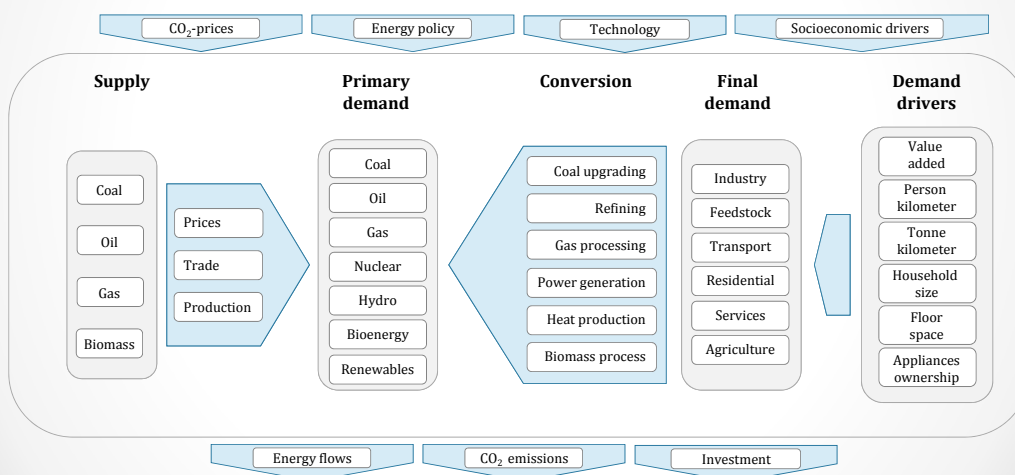 CO₂-prices
Energy policy
Technology
Socioeconomic drivers
Supply
Primary
demand
Conversion
Final
demand
Demand
drivers
Coal
Oil
Gas
Biomass
Prices
Trade
Production
Coal
Oil
Gas
Nuclear
Hydro
Bioenergy
Renewables
Coal upgrading
Refining
Gas processing
Power generation
Heat production
Biomass process
Industry
Feedstock
Transport
Residential
Services
Agriculture
Value
added
Person
kilometer
Tonne
kilometer
Household
size
Floor
space
Appliances
ownership
Energy flows
CO₂ emissions
Investment